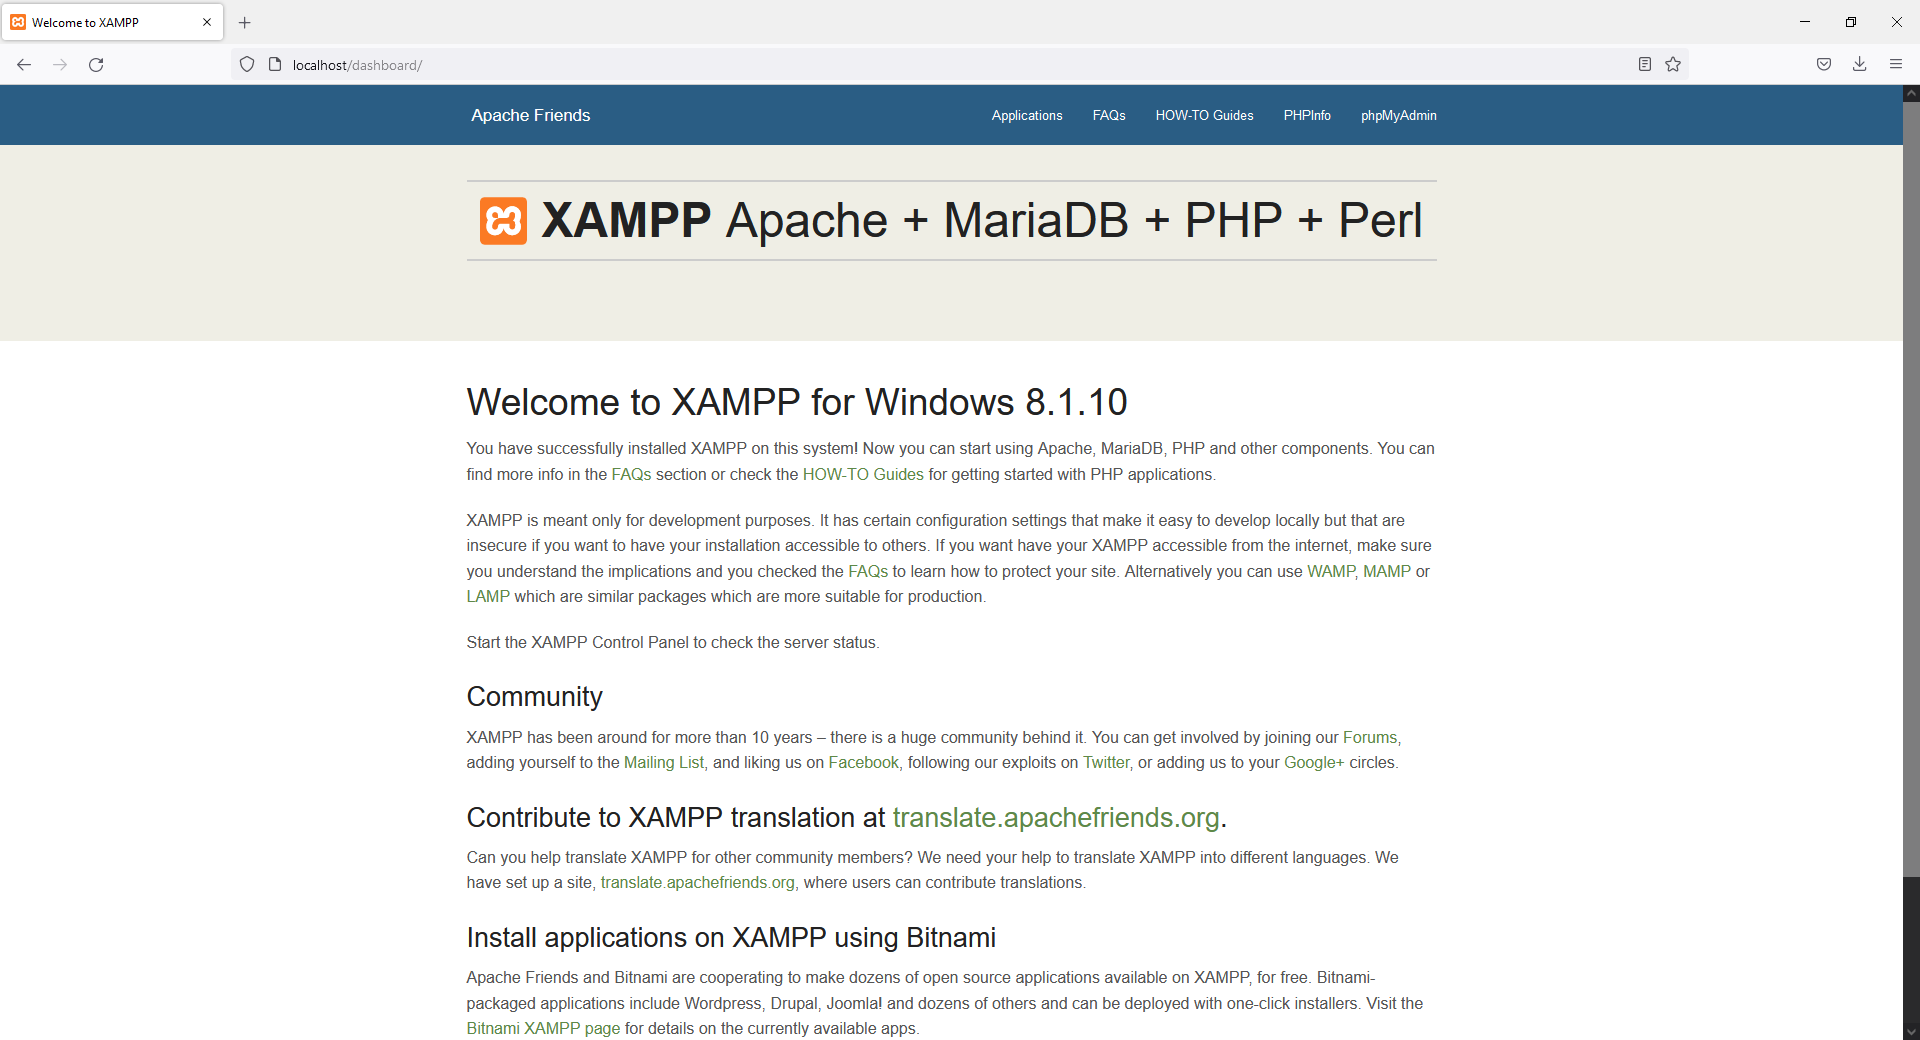 Welcome to XAMPP
localhost/dashboard/
Apache Friends
Applications
FAQs
HOW-TO Guides
PHPInfo
phpMyAdmin
XAMPP Apache + MariaDB + PHP + Perl
Welcome to XAMPP for Windows 8.1.10
You have successfully installed XAMPP on this system! Now you can start using Apache, MariaDB, PHP and other components. You can
find more info in the FAQs section or check the HOW-TO Guides for getting started with PHP applications.
XAMPP is meant only for development purposes. It has certain configuration settings that make it easy to develop locally but that are
insecure if you want to have your installation accessible to others. If you want have your XAMPP accessible from the internet, make sure
you understand the implications and you checked the FAQs to learn how to protect your site. Alternatively you can use WAMP, MAMP or
LAMP which are similar packages which are more suitable for production.
Start the XAMPP Control Panel to check the server status.
Community
XAMPP has been around for more than 10 years – there is a huge community behind it. You can get involved by joining our Forums,
adding yourself to the Mailing List, and liking us on Facebook, following our exploits on Twitter, or adding us to your Google+ circles.
Contribute to XAMPP translation at translate.apachefriends.org.
Can you help translate XAMPP for other community members? We need your help to translate XAMPP into different languages. We
have set up a site, translate.apachefriends.org, where users can contribute translations.
Install applications on XAMPP using Bitnami
Apache Friends and Bitnami are cooperating to make dozens of open source applications available on XAMPP, for free. Bitnami-
packaged applications include Wordpress, Drupal, Joomla! and dozens of others and can be deployed with one-click installers. Visit the
Bitnami XAMPP page for details on the currently available apps.